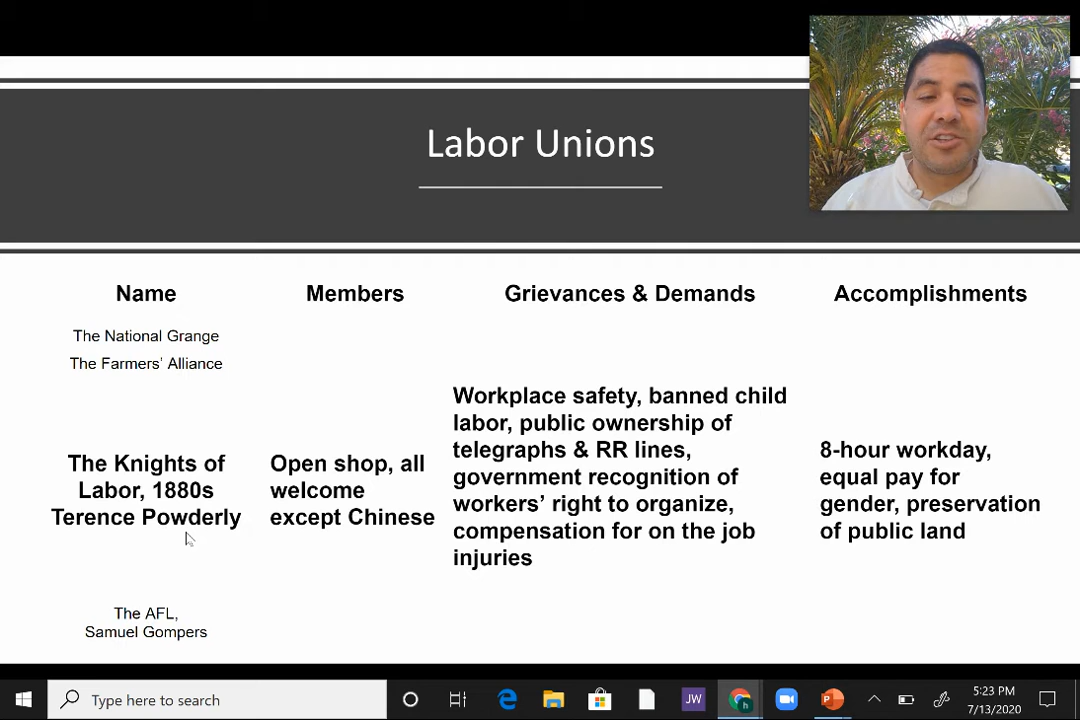 Labor Unions
Name
Members
Grievances & Demands
Accomplishments
The National Grange
The Farmers' Alliance
The Knights of
Labor, 1880s
Terence Powderly
Open shop, all
welcome
except Chinese
Workplace safety, banned child
labor, public ownership of
telegraphs & RR lines,
government recognition of
workers' right to organize,
compensation for on the job
injuries
8-hour workday,
equal pay for
gender, preservation
of public land
The AFL,
Samuel Gompers
Type here to search
JW
h
5:23 PM
7/13/2020